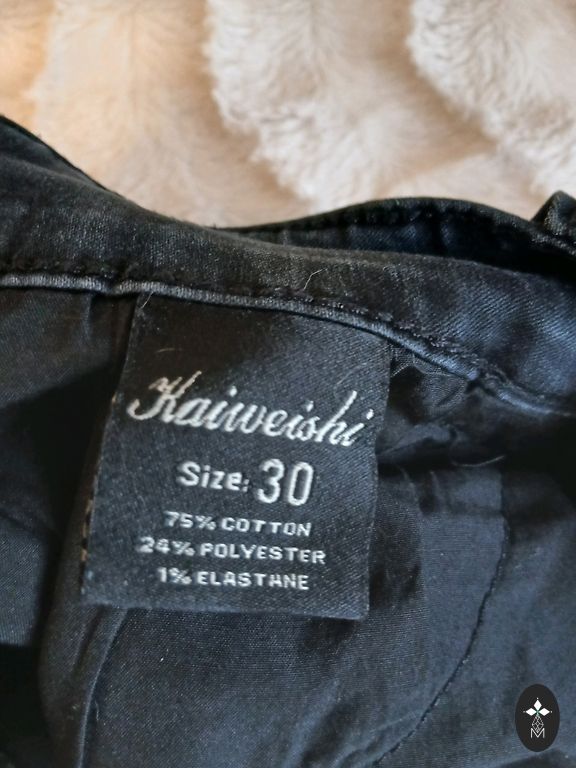 Kaiweishi
Size: 30
75% COTTON
24% POLYESTER
1% ELASTANE